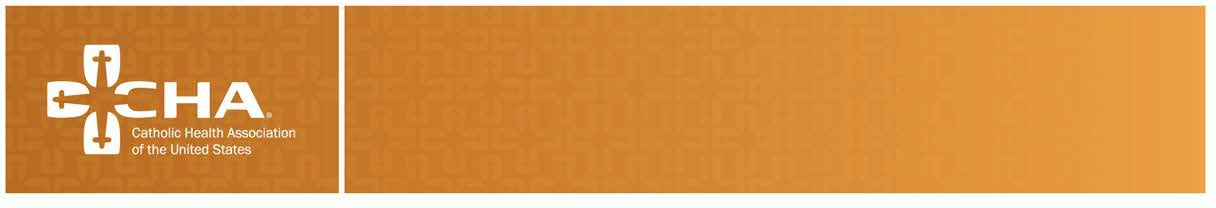 CHA®
Catholic Health Association
of the United States